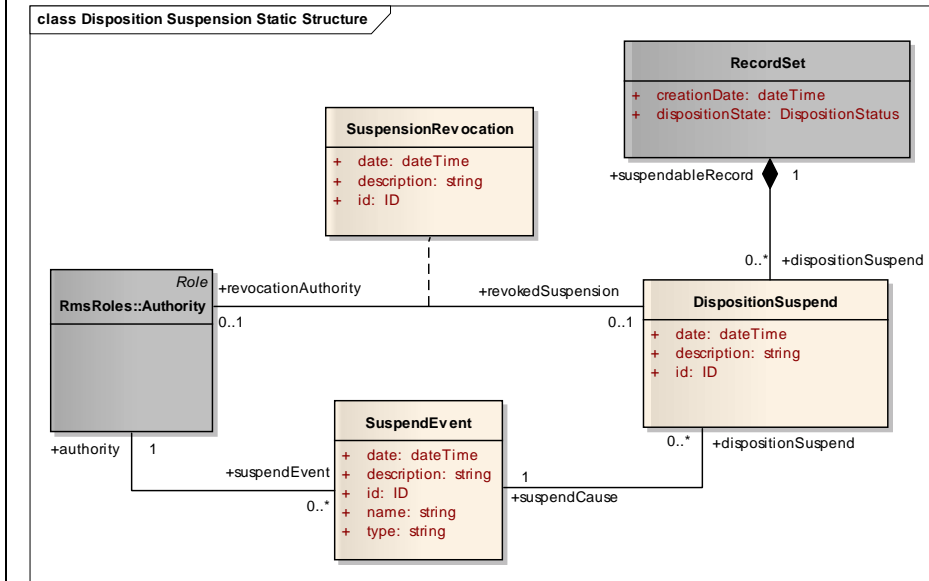 class Disposition Suspension Static Structure
RecordSet
+ creationDate: dateTime
+ dispositionState: DispositionStatus
SuspensionRevocation
+ date: dateTime
+ description: string
+ id: ID
+suspendableRecord 1
0..* +dispositionSuspend
Role
RmsRoles::Authority
+revocationAuthority
0..1
+revokedSuspension
0..1
DispositionSuspend
+ date: dateTime
+ description: string
+ id: ID
SuspendEvent
+ date: dateTime
+ description: string
+ id: ID
+ name: string
+ type: string
+authority 1
+suspendEvent
0..*
1
+suspendCause
0..* +dispositionSuspend